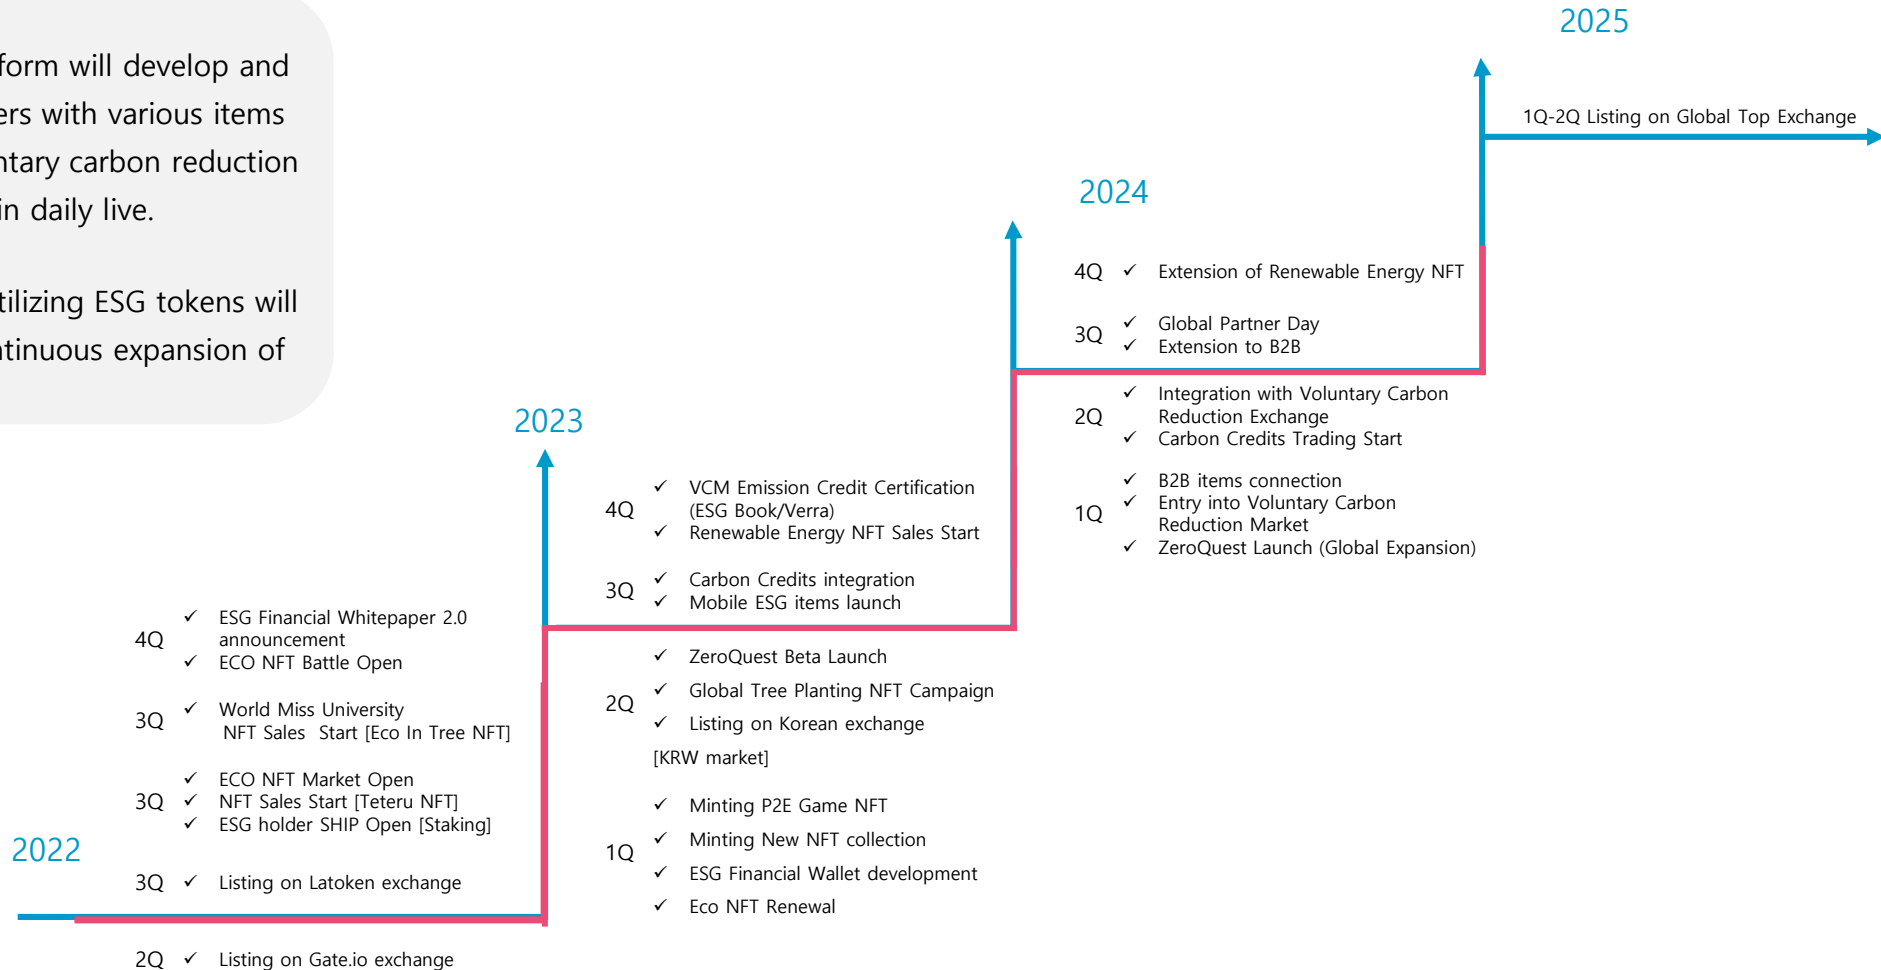 form will develop and
ers with various items
ntary carbon reduction
in daily live.
tilizing ESG tokens will
ntinuous expansion of
2022
4Q
✓ ESG Financial Whitepaper 2.0
announcement
✓ ECO NFT Battle Open
3Q
✓ World Miss University
NFT Sales Start [Eco In Tree NFT]
3Q
✓ ECO NFT Market Open
✓ NFT Sales Start [Teteru NFT]
✓ ESG holder SHIP Open [Staking]
3Q ✓ Listing on Latoken exchange
2Q ✓ Listing on Gate.io exchange
2023
4Q
✓ VCM Emission Credit Certification
(ESG Book/Verra)
✓ Renewable Energy NFT Sales Start
3Q
✓ Carbon Credits integration
✓ Mobile ESG items launch
2Q
✓ ZeroQuest Beta Launch
✓ Global Tree Planting NFT Campaign
✓ Listing on Korean exchange
[KRW market]
1Q
✓ Minting P2E Game NFT
✓ Minting New NFT collection
✓ ESG Financial Wallet development
✓ Eco NFT Renewal
2024
4Q ✓ Extension of Renewable Energy NFT
3Q
✓ Global Partner Day
✓ Extension to B2B
2Q
✓ Integration with Voluntary Carbon
Reduction Exchange
✓ Carbon Credits Trading Start
1Q
✓ B2B items connection
✓ Entry into Voluntary Carbon
Reduction Market
✓ ZeroQuest Launch (Global Expansion)
2025
1Q-2Q Listing on Global Top Exchange